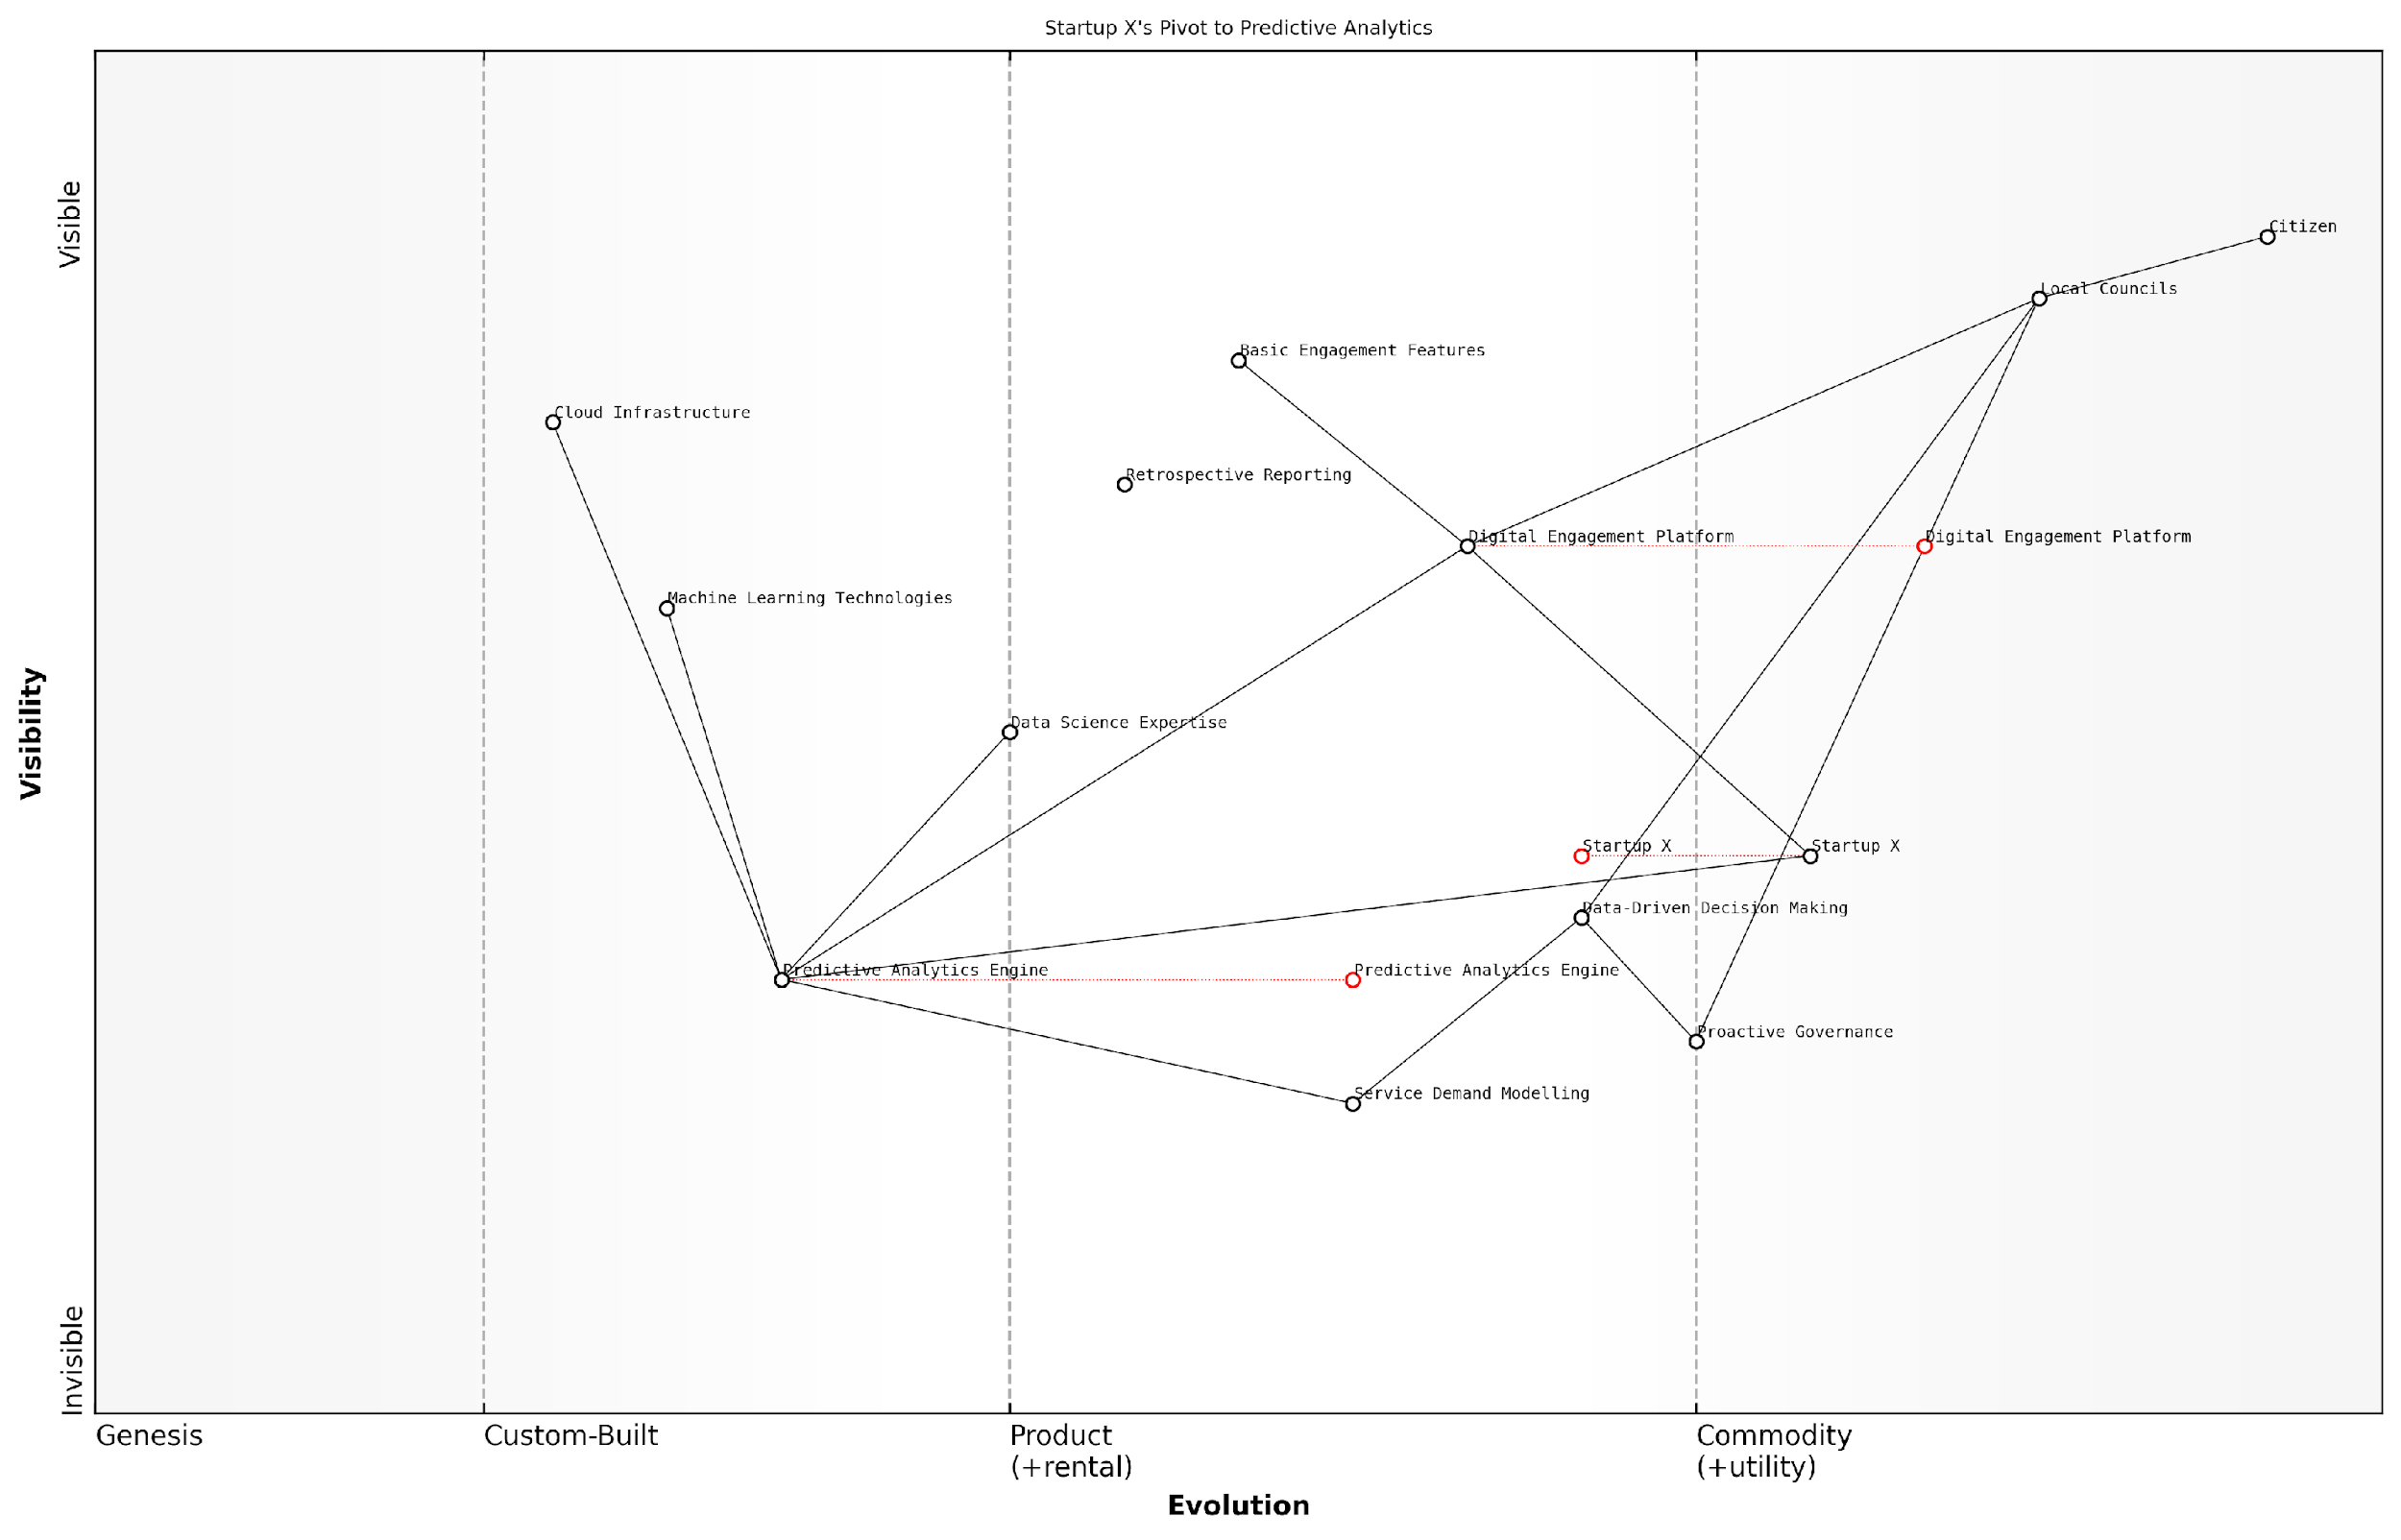 Startup X's Pivot to Predictive Analytics
Visible
Citizen
Local Councils
Basic Engagement Features
Cloud Infrastructure
Retrospective Reporting
Digital Engagement Platform
Digital Engagement Platform
Machine Learning Technologies
Data Science Expertise
Visibility
Startup X
Startup X
Data-Driven Decision Making
Predictive Analytics Engine
Predictive Analytics Engine
Proactive Governance
Service Demand Modelling
Invisible
Genesis
Custom-Built
Product
(+rental)
Commodity
(+utility)
Evolution